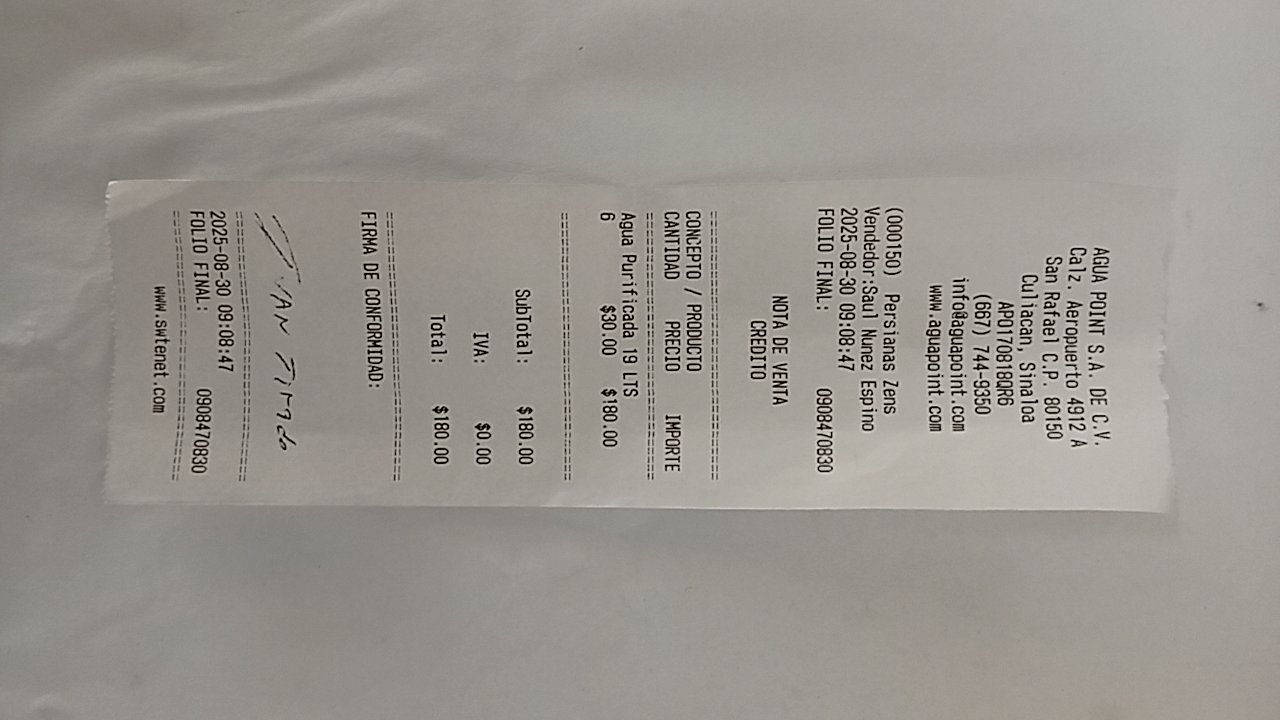 AGUA POINT S.A. DE C.V.
Calz. Aeropuerto 4912 A
San Rafael C.P. 80150
Culiacan, Sinaloa
APO170818QR6
(667) 744-9350
info@aguapoint.com
www.aguapoint.com
(000150) Persianas Zens
Vendedor:Saul Nunez Espino
2025-08-30 09:08:47
FOLIO FINAL: 0908470830
NOTA DE VENTA
CREDITO
==============================
CONCEPTO / PRODUCTO
CANTIDAD PRECIO IMPORTE
==============================
Agua Purificada 19 LTS
6 $30.00 $180.00
==============================
SubTotal: $180.00
IVA: $0.00
Total: $180.00
==============================
FIRMA DE CONFORMIDAD:
==============================
2025-08-30 09:08:47
FOLIO FINAL: 0908470830
==============================
www.swtenet.com